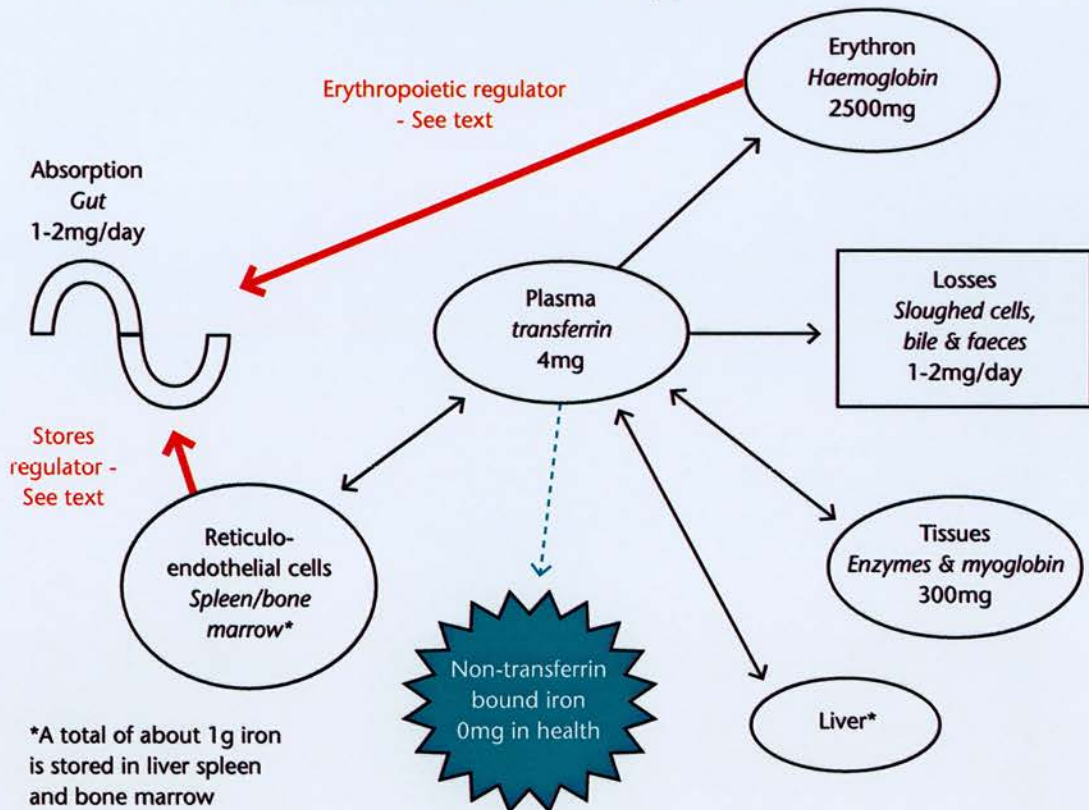 Erythron
Haemoglobin
2500mg
Erythropoietic regulator
- See text
Absorption
Gut
1-2mg/day
Plasma
transferrin
4mg
Losses
Sloughed cells,
bile & faeces
1-2mg/day
Stores
regulator -
See text
Reticulo-
endothelial cells
Spleen/bone
marrow*
Tissues
Enzymes & myoglobin
300mg
Non-transferrin
bound iron
0mg in health
Liver*
*A total of about 1g iron
is stored in liver spleen
and bone marrow